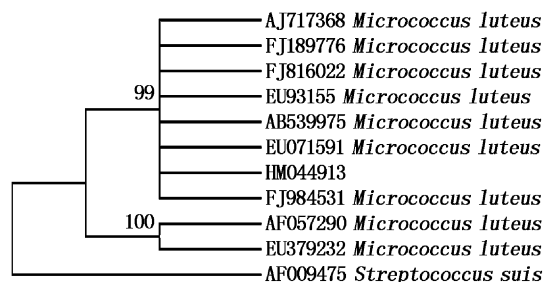 AJ717368 Micrococcus luteus
FJ189776 Micrococcus luteus
FJ816022 Micrococcus luteus
99
EU93155 Micrococcus luteus
AB539975 Micrococcus luteus
EU071591 Micrococcus luteus
HM044913
FJ984531 Micrococcus luteus
100
AF057290 Micrococcus luteus
EU379232 Micrococcus luteus
AF009475 Streptococcus suis